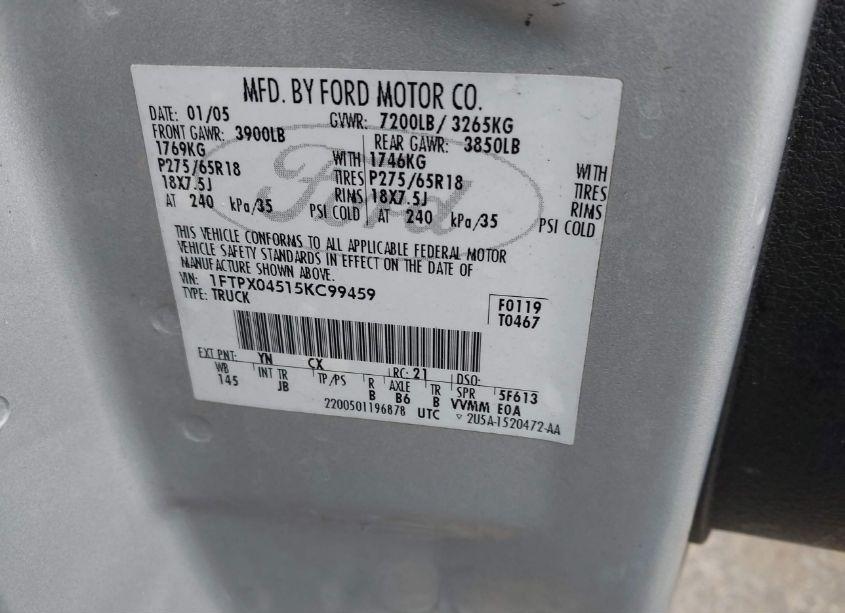 MFD. BY FORD MOTOR CO.
DATE: 01/05 GVWR: 7200LB/ 3265KG
FRONT GAWR: 3900LB REAR GAWR: 3850LB
1769KG WITH 1746KG WITH
P275/65R18 TIRES P275/65R18 TIRES
18X7.5J RIMS 18X7.5J RIMS
AT 240 kPa/35 PSI COLD AT 240 kPa/35 PSI COLD
Ford
THIS VEHICLE CONFORMS TO ALL APPLICABLE FEDERAL MOTOR
VEHICLE SAFETY STANDARDS IN EFFECT ON THE DATE OF
MANUFACTURE SHOWN ABOVE.
VIN: 1FTPX04515KC99459
TYPE: TRUCK
F0119
T0467
EXT PNT: YN CX RC: 21 DSO:
WB INT TR TP/PS R AXLE TR SPR 5F613
145 JB B B6 B VVMM E0A
2200501196878 UTC ▽ 2U5A-1520472-AA